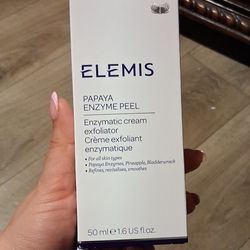 ELEMIS
PAPAYA
ENZYME PEEL
Enzymatic cream
exfoliator
Crème exfoliant
enzymatique
• For all skin types
• Papaya Enzymes, Pineapple, Bladderwrack
• Refines, revitalises, smoothes
50 ml ℮ 1.6 US fl.oz.